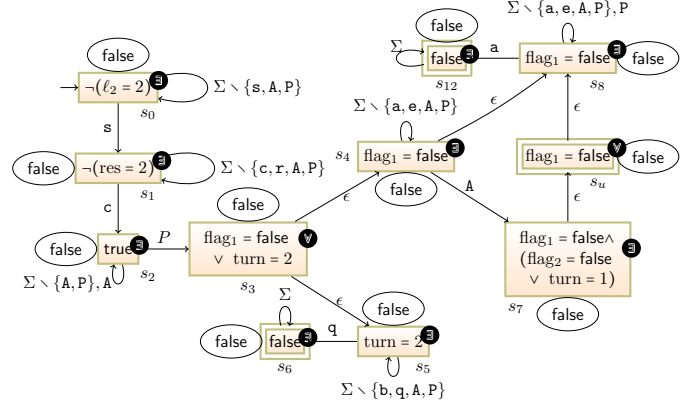 false
¬(ℓ₂ = 2)
∃
Σ∖{s, A, P}
s₀
s
false
¬(res = 2)
∃
Σ∖{c, r, A, P}
s₁
c
false
true
∃
P
s₂
Σ∖{A, P}, A
false
flag₁ = false
∨ turn = 2
∀
s₃
ϵ
ϵ
Σ∖{a, e, A, P}
s₄
flag₁ = false
∃
false
ϵ
A
Σ
false
false
∃
s₁₂
a
Σ∖{a, e, A, P}, P
flag₁ = false
∃
false
s₈
ϵ
flag₁ = false
∀
false
sᵤ
ϵ
flag₁ = false∧
(flag₂ = false
∨ turn = 1)
∃
s₇
false
Σ
false
false
∃
s₆
q
turn = 2
∃
false
s₅
Σ∖{b, q, A, P}